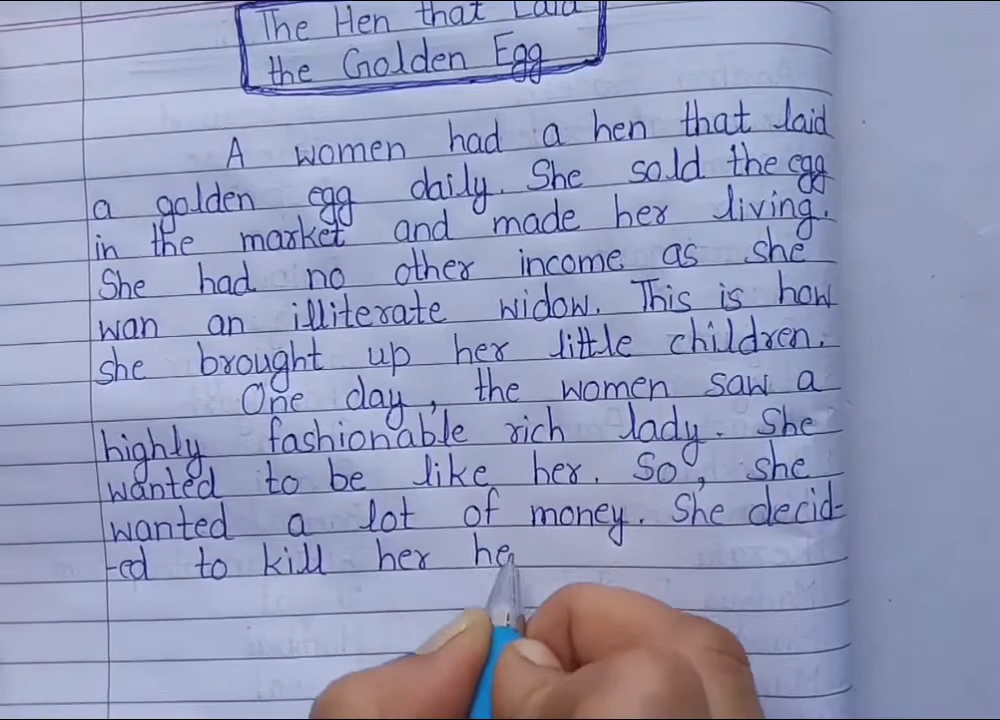 The Hen that Laid
the Golden Egg
A women had a hen that laid
a golden egg daily. She sold the egg
in the market and made her living.
She had no other income as she
wan an illiterate widow. This is how
she brought up her little children.
One day, the women saw a
highly fashionable rich lady. She
wanted to be like her. So, she
wanted a lot of money. She decid-
-ed to kill her he